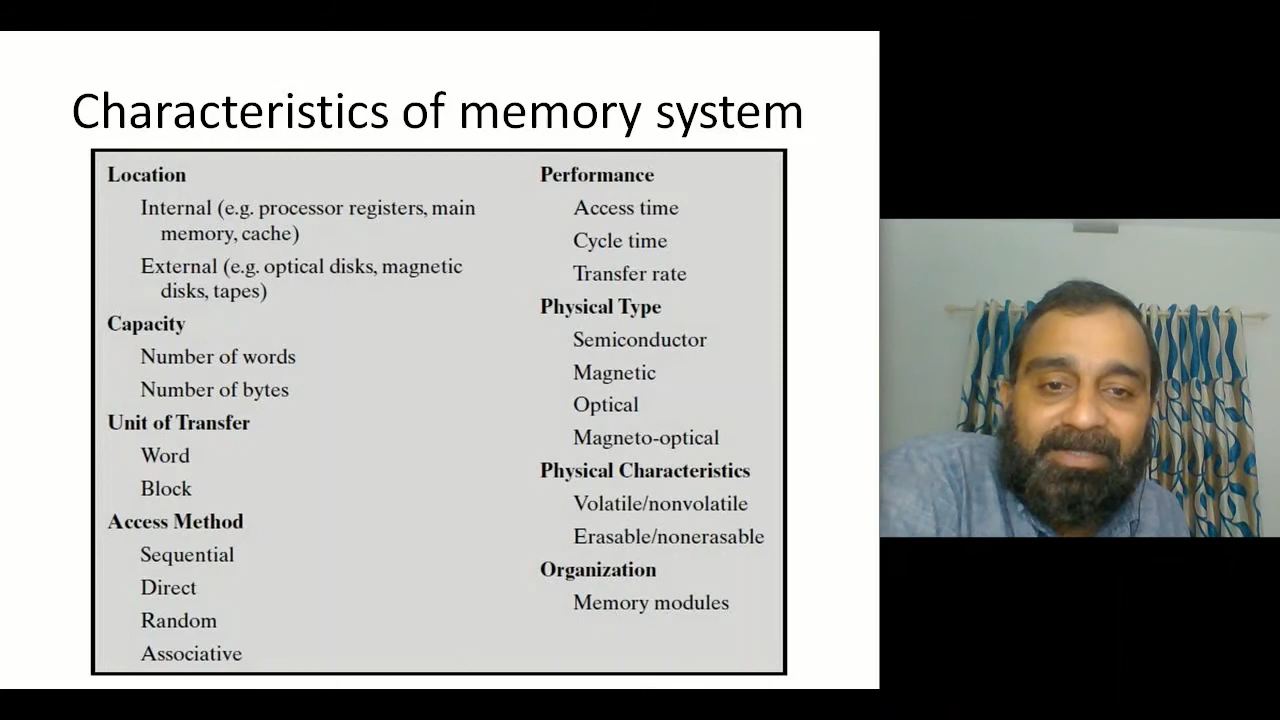 Characteristics of memory system
Location
Internal (e.g. processor registers, main
memory, cache)
External (e.g. optical disks, magnetic
disks, tapes)
Capacity
Number of words
Number of bytes
Unit of Transfer
Word
Block
Access Method
Sequential
Direct
Random
Associative
Performance
Access time
Cycle time
Transfer rate
Physical Type
Semiconductor
Magnetic
Optical
Magneto-optical
Physical Characteristics
Volatile/nonvolatile
Erasable/nonerasable
Organization
Memory modules